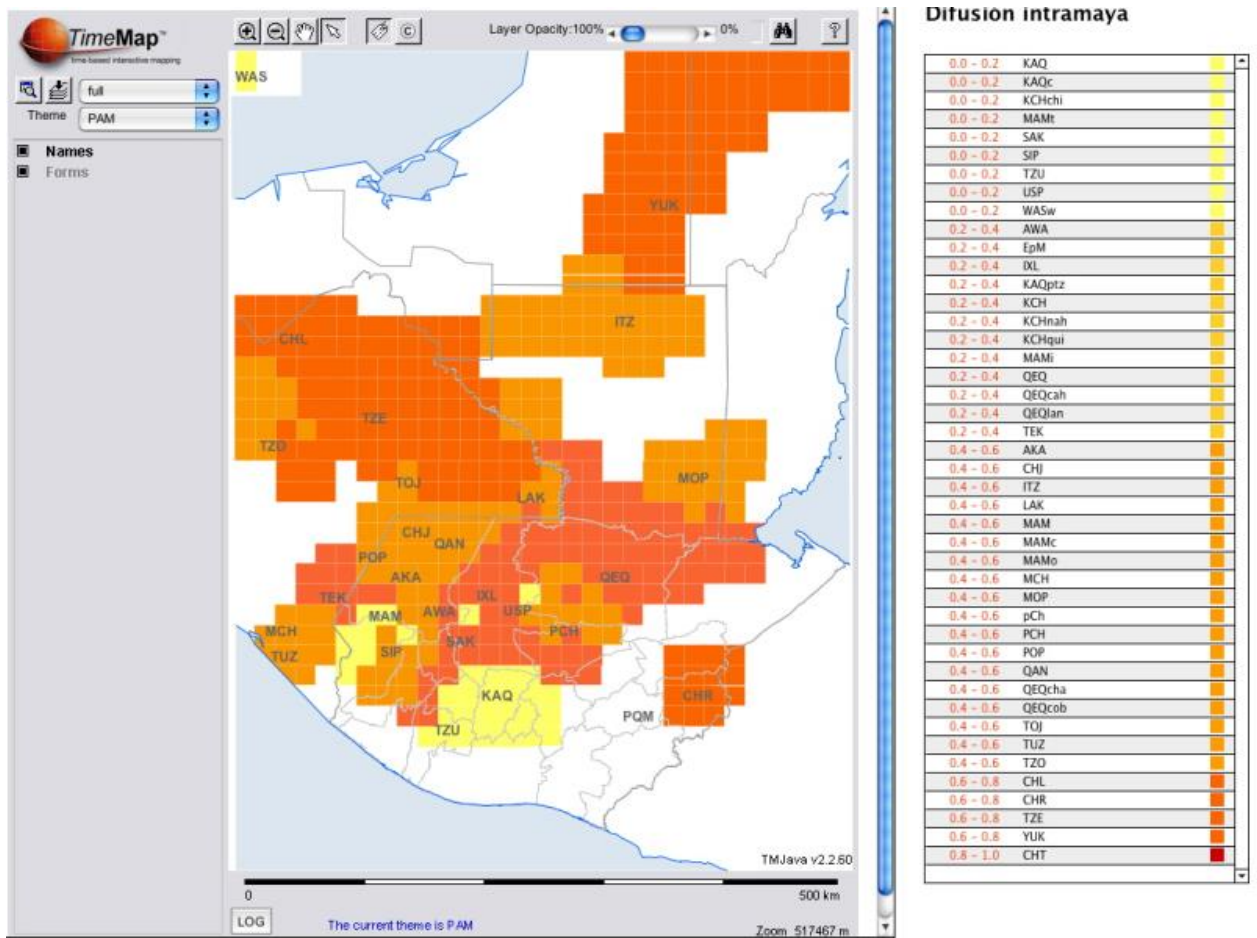 TimeMap™
time-based interactive mapping
Layer Opacity:100%
0%
full
Theme
PAM
Names
Forms
WAS
YUK
ITZ
CHL
TZE
TZO
TOJ
LAK
MOP
CHJ
QAN
POP
AKA
QEQ
TEK
IXL
MAM
AWA
USP
MCH
SAK
PCH
TUZ
SIP
KAQ
CHR
PQM
TZU
TMJava v2.2.60
0
500 km
LOG
The current theme is PAM
Zoom 517467 m
Difusión intramaya
0.0 - 0.2 KAQ
0.0 - 0.2 KAQc
0.0 - 0.2 KCHchi
0.0 - 0.2 MAMt
0.0 - 0.2 SAK
0.0 - 0.2 SIP
0.0 - 0.2 TZU
0.0 - 0.2 USP
0.0 - 0.2 WASw
0.2 - 0.4 AWA
0.2 - 0.4 EpM
0.2 - 0.4 IXL
0.2 - 0.4 KAQptz
0.2 - 0.4 KCH
0.2 - 0.4 KCHnah
0.2 - 0.4 KCHqui
0.2 - 0.4 MAMi
0.2 - 0.4 QEQ
0.2 - 0.4 QEQcah
0.2 - 0.4 QEQlan
0.2 - 0.4 TEK
0.4 - 0.6 AKA
0.4 - 0.6 CHJ
0.4 - 0.6 ITZ
0.4 - 0.6 LAK
0.4 - 0.6 MAM
0.4 - 0.6 MAMc
0.4 - 0.6 MAMo
0.4 - 0.6 MCH
0.4 - 0.6 MOP
0.4 - 0.6 pCh
0.4 - 0.6 PCH
0.4 - 0.6 POP
0.4 - 0.6 QAN
0.4 - 0.6 QEQcha
0.4 - 0.6 QEQcob
0.4 - 0.6 TOJ
0.4 - 0.6 TUZ
0.4 - 0.6 TZO
0.6 - 0.8 CHL
0.6 - 0.8 CHR
0.6 - 0.8 TZE
0.6 - 0.8 YUK
0.8 - 1.0 CHT